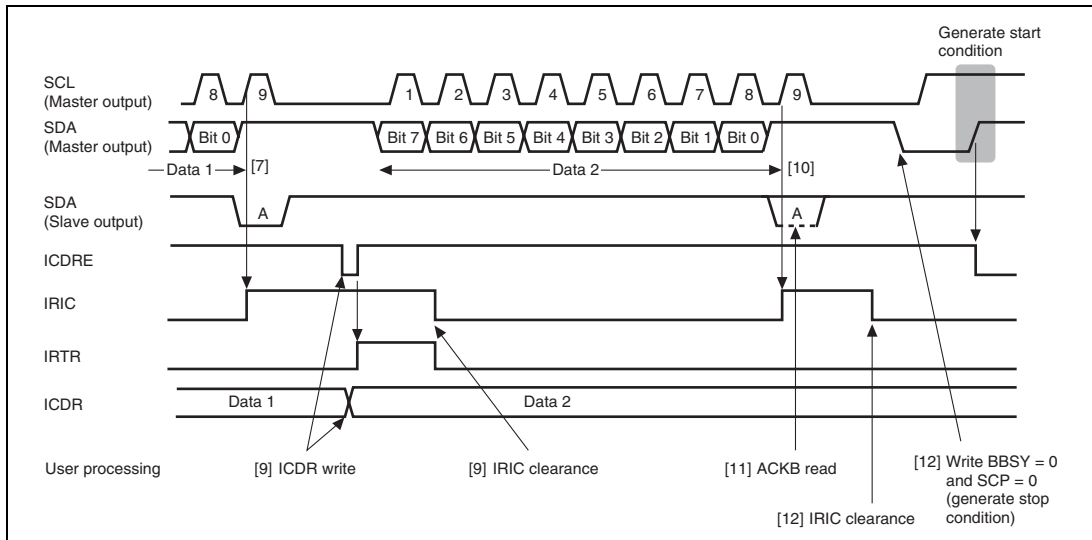 Generate start
condition
SCL
(Master output)
8 9 1 2 3 4 5 6 7 8 9
SDA
(Master output)
Bit 0 Bit 7 Bit 6 Bit 5 Bit 4 Bit 3 Bit 2 Bit 1 Bit 0
Data 1 [7] Data 2 [10]
SDA
(Slave output)
A A
ICDRE
IRIC
IRTR
ICDR
Data 1 Data 2
User processing
[9] ICDR write
[9] IRIC clearance
[11] ACKB read
[12] IRIC clearance
[12] Write BBSY = 0
and SCP = 0
(generate stop
condition)